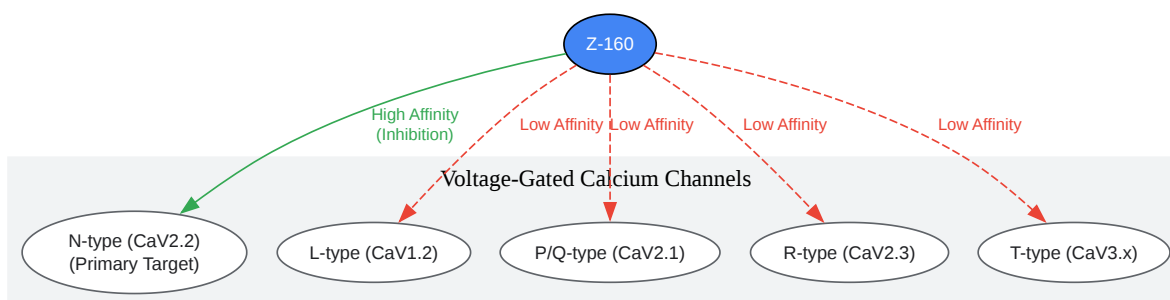 Z-160
High Affinity
(Inhibition)
Low Affinity
Low Affinity
Low Affinity
Low Affinity
Voltage-Gated Calcium Channels
N-type (CaV2.2)
(Primary Target)
L-type (CaV1.2)
P/Q-type (CaV2.1)
R-type (CaV2.3)
T-type (CaV3.x)